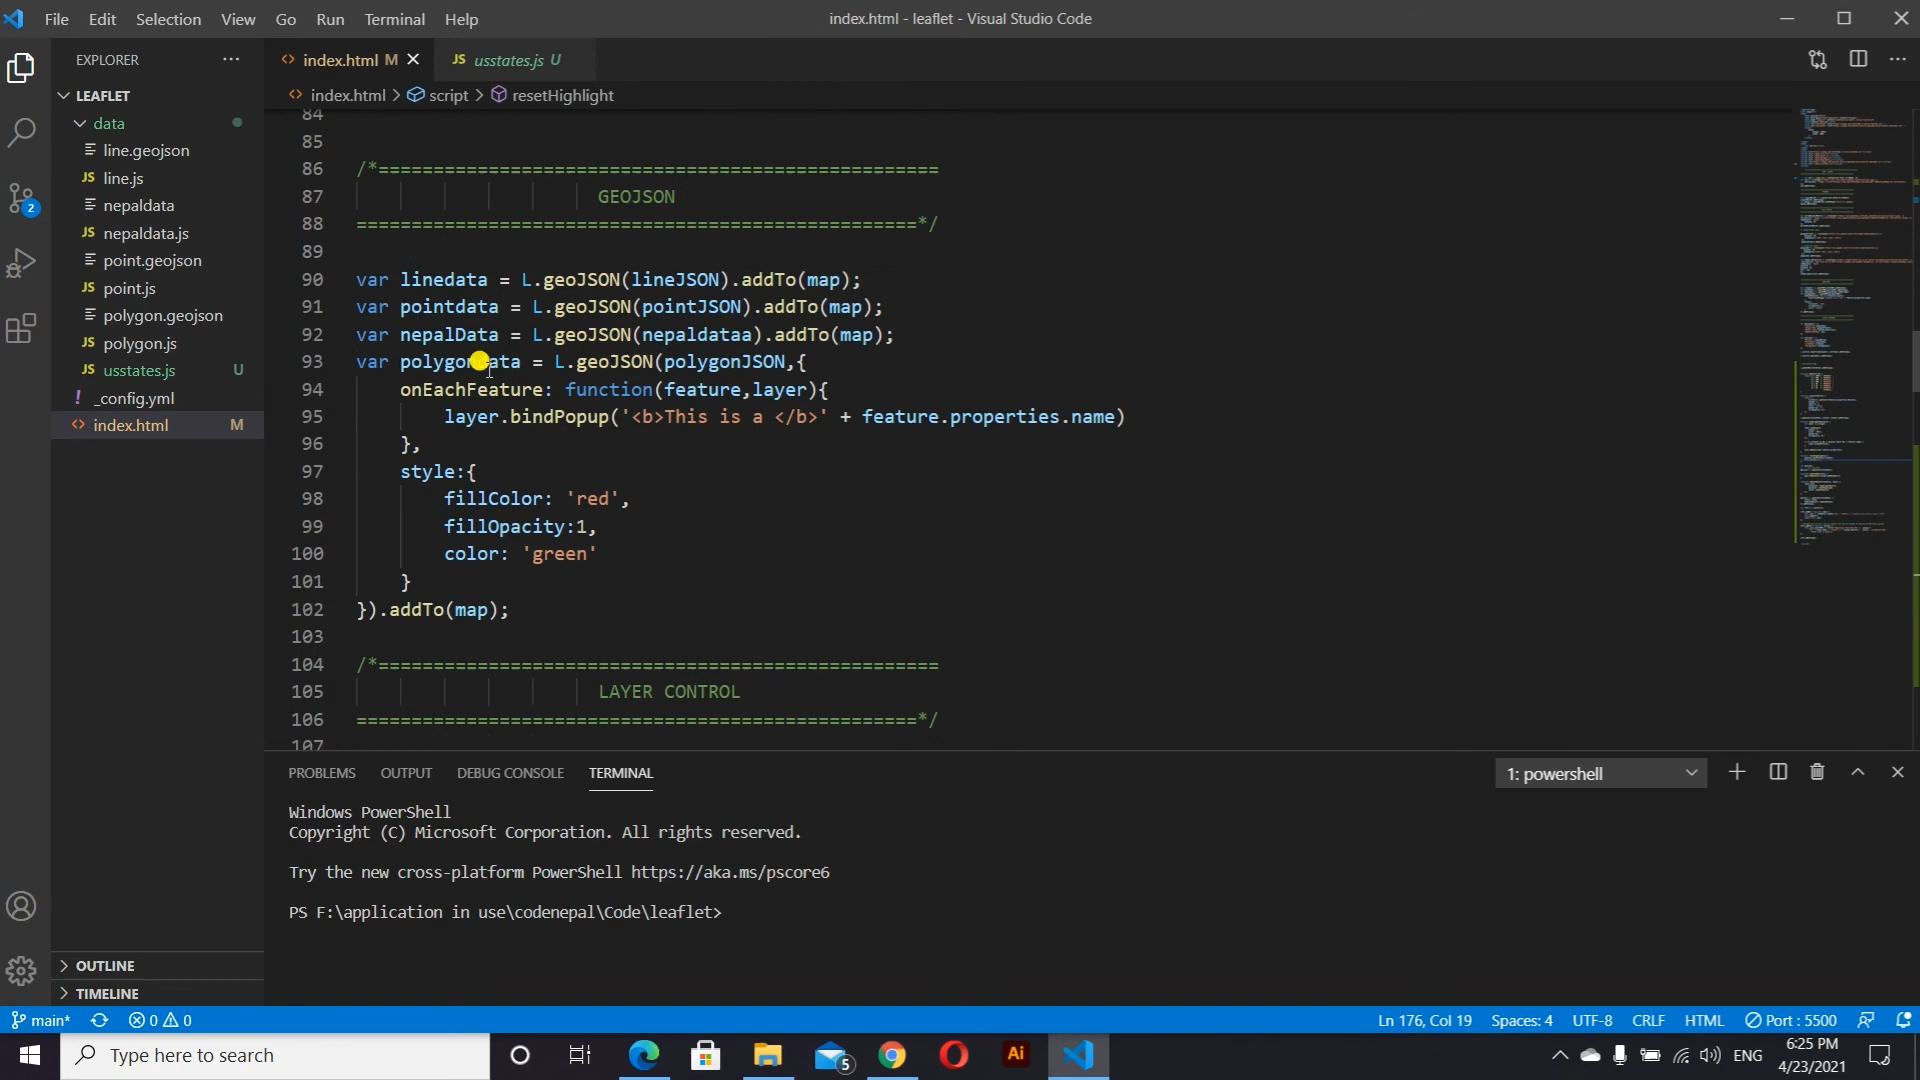 File Edit Selection View Go Run Terminal Help
index.html - leaflet - Visual Studio Code
EXPLORER
index.html M
JS usstates.js U
LEAFLET
index.html > script > resetHighlight
data
line.geojson
JS line.js
nepaldata
JS nepaldata.js
point.geojson
JS point.js
polygon.geojson
JS polygon.js
JS usstates.js U
! _config.yml
index.html M
OUTLINE
TIMELINE
84
85
86 /*===================================================
87 GEOJSON
88 ===================================================*/
89
90 var linedata = L.geoJSON(lineJSON).addTo(map);
91 var pointdata = L.geoJSON(pointJSON).addTo(map);
92 var nepalData = L.geoJSON(nepaldataa).addTo(map);
93 var polygondata = L.geoJSON(polygonJSON,{
94 onEachFeature: function(feature,layer){
95 layer.bindPopup('<b>This is a </b>' + feature.properties.name)
96 },
97 style:{
98 fillColor: 'red',
99 fillOpacity:1,
100 color: 'green'
101 }
102 }).addTo(map);
103
104 /*===================================================
105 LAYER CONTROL
106 ===================================================*/
107
PROBLEMS OUTPUT DEBUG CONSOLE TERMINAL
1: powershell
Windows PowerShell
Copyright (C) Microsoft Corporation. All rights reserved.
Try the new cross-platform PowerShell https://aka.ms/pscore6
PS F:\application in use\codenepal\Code\leaflet>
2
main* 0 0
Ln 176, Col 19 Spaces: 4 UTF-8 CRLF HTML Port : 5500
Type here to search
5
Ai
ENG
6:25 PM
4/23/2021